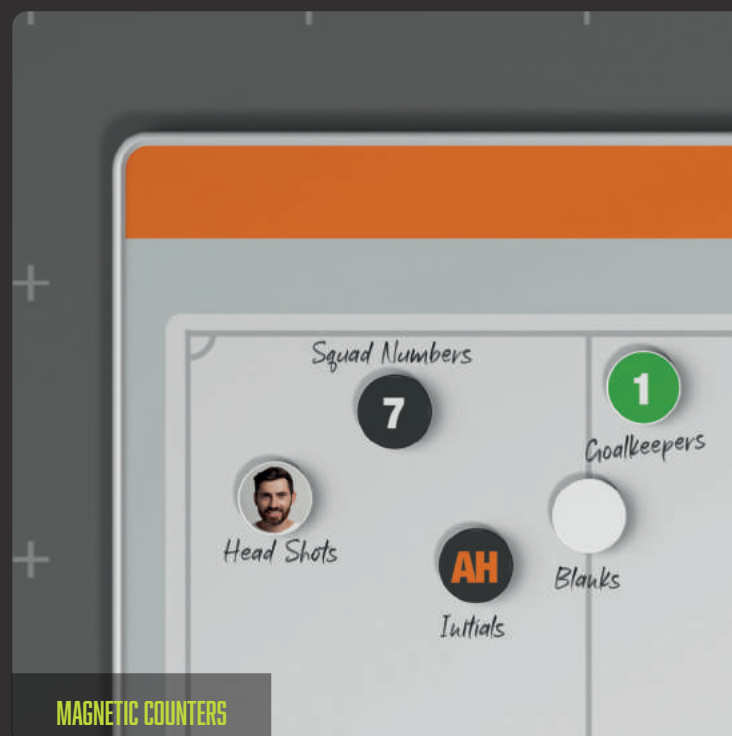 Squad Numbers
7
1
Goalkeepers
Head Shots
AH
Blanks
Initials
MAGNETIC COUNTERS